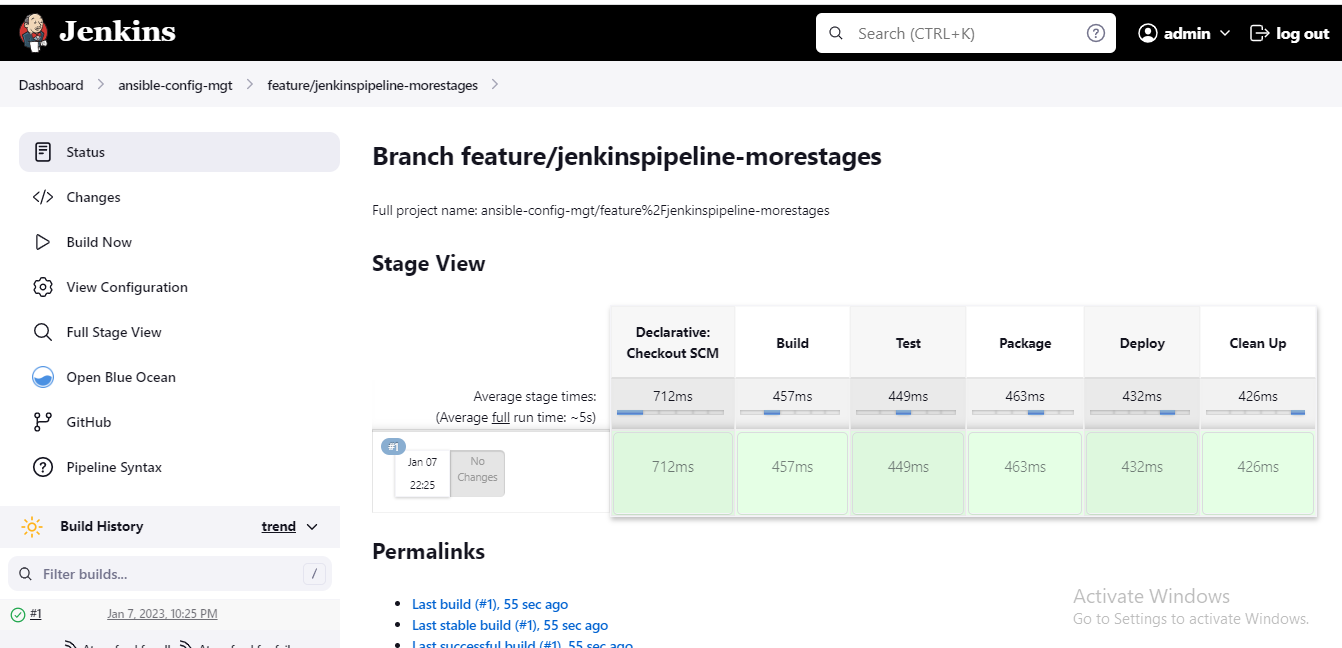 Jenkins
Search (CTRL+K)
?
admin
log out
Dashboard
ansible-config-mgt
feature/jenkinspipeline-morestages
Status
Changes
Build Now
View Configuration
Full Stage View
Open Blue Ocean
GitHub
Pipeline Syntax
Build History
trend
Filter builds...
/
#1
Jan 7, 2023, 10:25 PM
Branch feature/jenkinspipeline-morestages
Full project name: ansible-config-mgt/feature%2Fjenkinspipeline-morestages
Stage View
Declarative:
Checkout SCM
Build
Test
Package
Deploy
Clean Up
Average stage times:
(Average full run time: ~5s)
712ms
457ms
449ms
463ms
432ms
426ms
#1
Jan 07
22:25
No
Changes
712ms
457ms
449ms
463ms
432ms
426ms
Permalinks
Last build (#1), 55 sec ago
Last stable build (#1), 55 sec ago
Last successful build (#1), 55 sec ago
Activate Windows
Go to Settings to activate Windows.